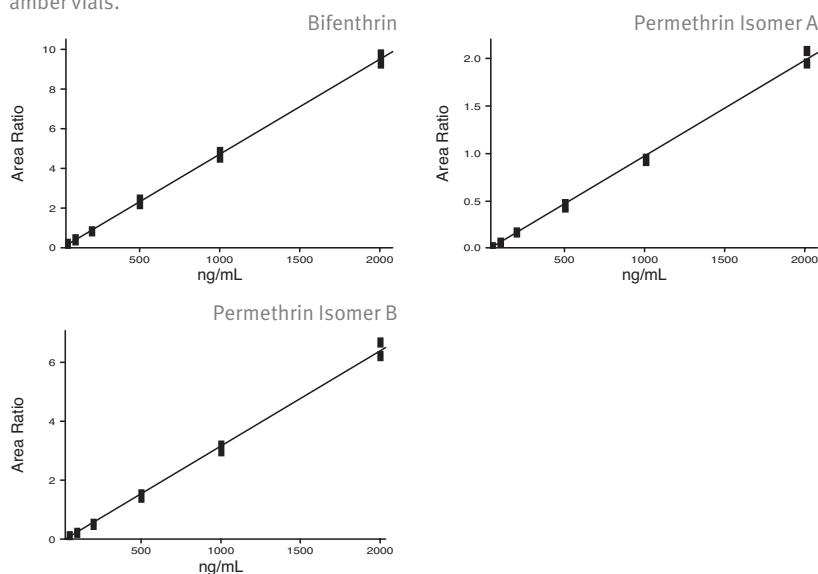 amber vials.
Bifenthrin
10
8
6
4
2
0
Area Ratio
500
1000
1500
2000
ng/mL
Permethrin Isomer A
2.0
1.5
1.0
0.5
0.0
Area Ratio
500
1000
1500
2000
ng/mL
Permethrin Isomer B
6
4
2
0
Area Ratio
500
1000
1500
2000
ng/mL